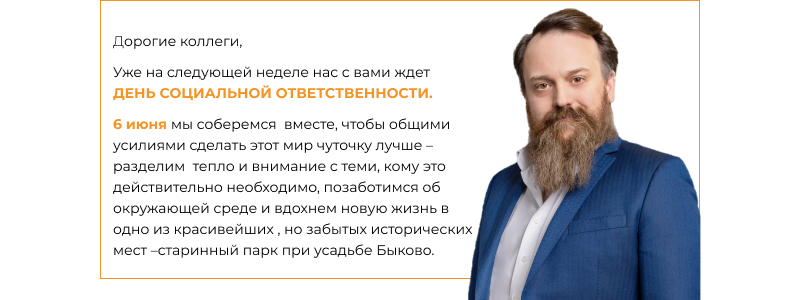 Дорогие коллеги,
Уже на следующей неделе нас с вами ждет
ДЕНЬ СОЦИАЛЬНОЙ ОТВЕТСТВЕННОСТИ.
6 июня мы соберемся  вместе, чтобы общими
усилиями сделать этот мир чуточку лучше –
разделим  тепло и внимание с теми, кому это
действительно необходимо, позаботимся об
окружающей среде и вдохнем новую жизнь в
одно из красивейших , но забытых исторических
мест –старинный парк при усадьбе Быково.